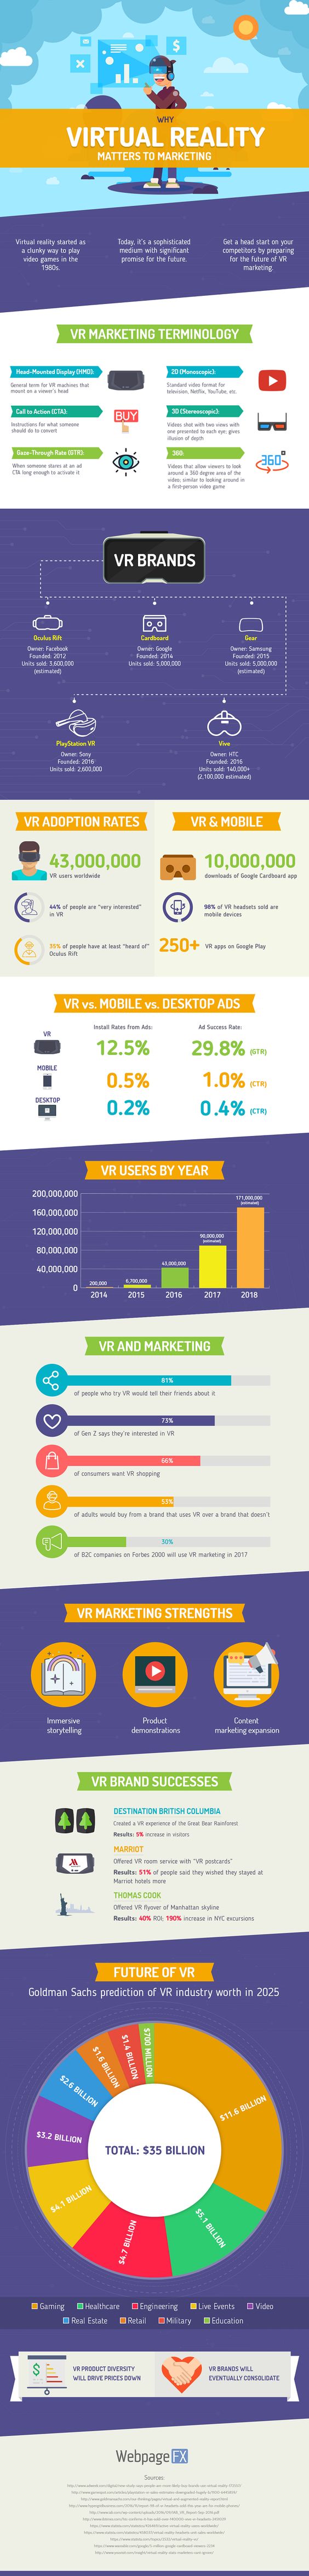 $
WHY
VIRTUAL REALITY
MATTERS TO MARKETING
Virtual reality started as
a clunky way to play
video games in the
1980s.
Today, it's a sophisticated
medium with significant
promise for the future.
Get a head start on your
competitors by preparing
for the future of VR
marketing.
VR MARKETING TERMINOLOGY
Head-Mounted Display (HMD):
General term for VR machines that
mount on a viewer's head
2D (Monoscopic):
Standard video format for
television, Netflix, YouTube, etc.
Call to Action (CTA):
Instructions for what someone
should do to convert
BUY
3D (Stereoscopic):
Videos shot with two views with
one presented to each eye; gives
illusion of depth
Gaze-Through Rate (GTR):
When someone stares at an ad
CTA long enough to activate it
360:
Videos that allow viewers to look
around a 360 degree area of the
video; similar to looking around in
a first-person video game
360°
VR BRANDS
Oculus Rift
Owner: Facebook
Founded: 2012
Units sold: 3,600,000
(estimated)
Cardboard
Owner: Google
Founded: 2014
Units sold: 5,000,000
Gear
Owner: Samsung
Founded: 2015
Units sold: 5,000,000
(estimated)
PlayStation VR
Owner: Sony
Founded: 2016
Units sold: 2,600,000
Vive
Owner: HTC
Founded: 2016
Units sold: 140,000+
(2,100,000 estimated)
VR ADOPTION RATES
43,000,000
VR users worldwide
44% of people are "very interested"
in VR
35% of people have at least "heard of"
Oculus Rift
VR & MOBILE
10,000,000
downloads of Google Cardboard app
98% of VR headsets sold are
mobile devices
250+ VR apps on Google Play
VR vs. MOBILE vs. DESKTOP ADS
Install Rates from Ads:
Ad Success Rate:
VR
12.5%
29.8% (GTR)
MOBILE
0.5%
1.0% (CTR)
DESKTOP
0.2%
0.4% (CTR)
VR USERS BY YEAR
200,000,000
160,000,000
120,000,000
80,000,000
40,000,000
0
200,000
6,700,000
43,000,000
90,000,000
(estimated)
171,000,000
(estimated)
2014
2015
2016
2017
2018
VR AND MARKETING
81%
of people who try VR would tell their friends about it
73%
of Gen Z says they're interested in VR
66%
of consumers want VR shopping
53%
of adults would buy from a brand that uses VR over a brand that doesn't
30%
of B2C companies on Forbes 2000 will use VR marketing in 2017
VR MARKETING STRENGTHS
Immersive
storytelling
Product
demonstrations
Content
marketing expansion
VR BRAND SUCCESSES
DESTINATION BRITISH COLUMBIA
Created a VR experience of the Great Bear Rainforest
Results: 5% increase in visitors
MARRIOT
Offered VR room service with "VR postcards"
Results: 51% of people said they wished they stayed at
Marriot hotels more
THOMAS COOK
Offered VR flyover of Manhattan skyline
Results: 40% ROI; 190% increase in NYC excursions
FUTURE OF VR
Goldman Sachs prediction of VR industry worth in 2025
$11.6 BILLION
$5.1 BILLION
$4.7 BILLION
$4.1 BILLION
$3.2 BILLION
$2.6 BILLION
$1.6 BILLION
$1.4 BILLION
$700 MILLION
TOTAL: $35 BILLION
Gaming
Healthcare
Engineering
Live Events
Video
Real Estate
Retail
Military
Education
$
VR PRODUCT DIVERSITY
WILL DRIVE PRICES DOWN
VR BRANDS WILL
EVENTUALLY CONSOLIDATE
WebpageFX
Sources: